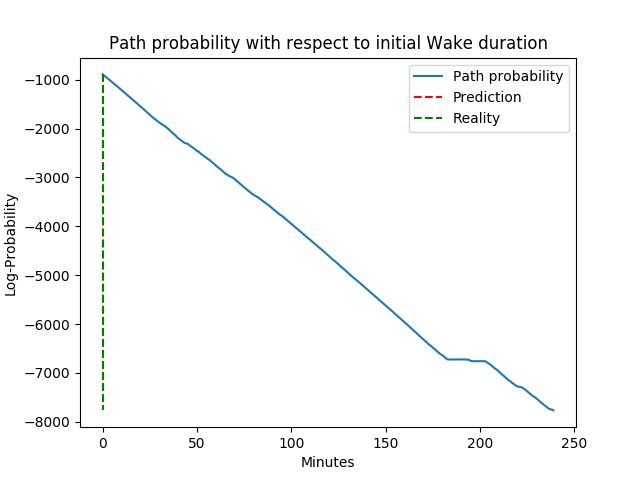 Path probability with respect to initial Wake duration
Path probability
Prediction
Reality
−1000
−2000
−3000
−4000
−5000
−6000
−7000
−8000
Log-Probability
0 50 100 150 200 250
Minutes